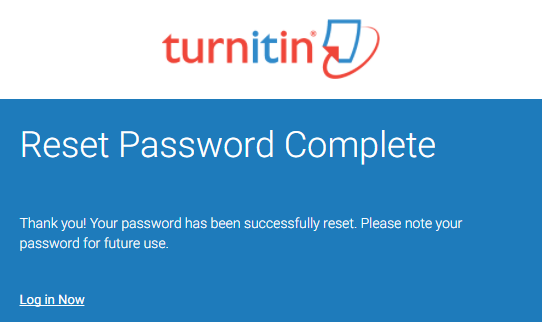 turnitin®
Reset Password Complete
Thank you! Your password has been successfully reset. Please note your
password for future use.
Log in Now